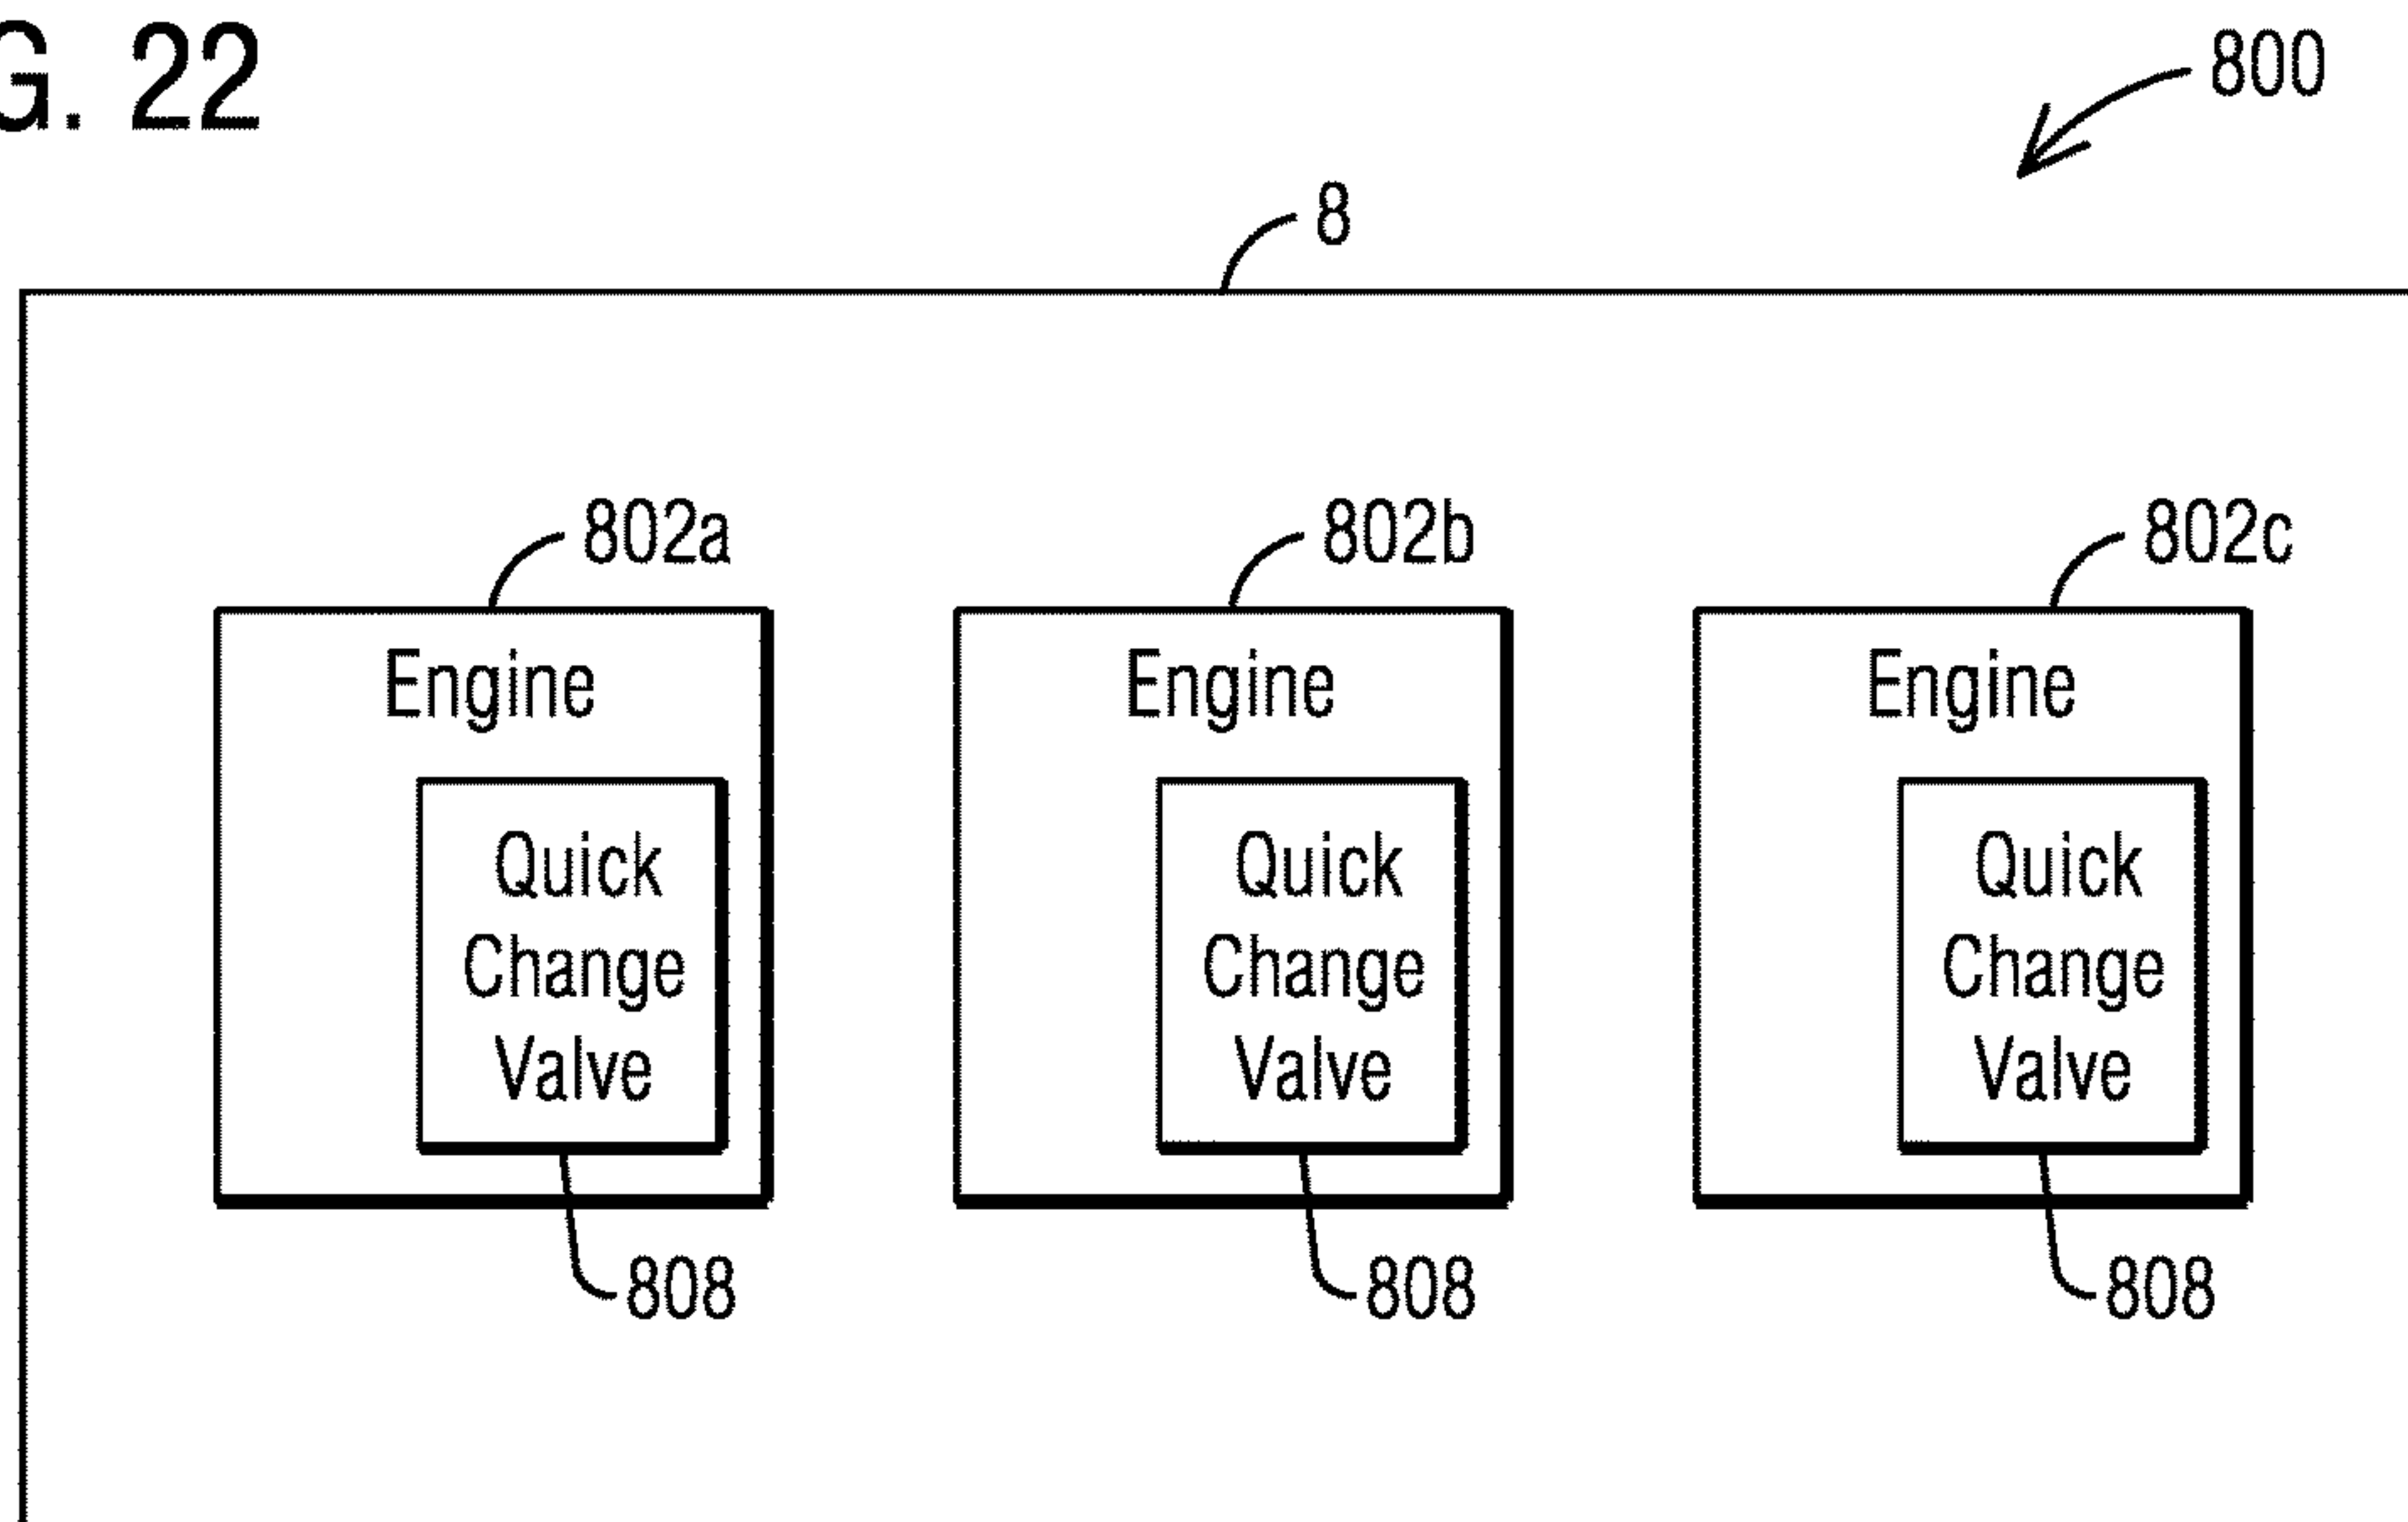 G. 22
800
8
802a
802b
802c
Engine
Engine
Engine
Quick
Change
Valve
Quick
Change
Valve
Quick
Change
Valve
808
808
808